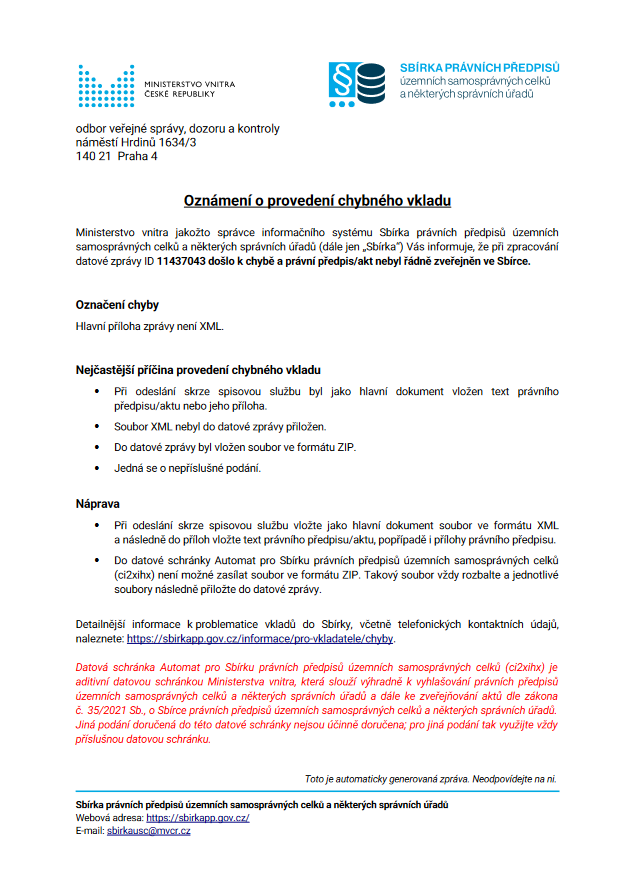 MINISTERSTVO VNITRA
ČESKÉ REPUBLIKY
SBÍRKA PRÁVNÍCH PŘEDPISŮ
územních samosprávných celků
a některých správních úřadů
odbor veřejné správy, dozoru a kontroly
náměstí Hrdinů 1634/3
140 21 Praha 4
Oznámení o provedení chybného vkladu
Ministerstvo vnitra jakožto správce informačního systému Sbírka právních předpisů územních
samosprávných celků a některých správních úřadů (dále jen „Sbírka“) Vás informuje, že při zpracování
datové zprávy ID 11437043 došlo k chybě a právní předpis/akt nebyl řádně zveřejněn ve Sbírce.
Označení chyby
Hlavní příloha zprávy není XML.
Nejčastější příčina provedení chybného vkladu
• Při odeslání skrze spisovou službu byl jako hlavní dokument vložen text právního
předpisu/aktu nebo jeho příloha.
• Soubor XML nebyl do datové zprávy přiložen.
• Do datové zprávy byl vložen soubor ve formátu ZIP.
• Jedná se o nepříslušné podání.
Náprava
• Při odeslání skrze spisovou službu vložte jako hlavní dokument soubor ve formátu XML
a následně do příloh vložte text právního předpisu/aktu, popřípadě i přílohy právního předpisu.
• Do datové schránky Automat pro Sbírku právních předpisů územních samosprávných celků
(ci2xihx) není možné zasílat soubor ve formátu ZIP. Takový soubor vždy rozbalte a jednotlivé
soubory následně přiložte do datové zprávy.
Detailnější informace k problematice vkladů do Sbírky, včetně telefonických kontaktních údajů,
naleznete: https://sbirkapp.gov.cz/informace/pro-vkladatele/chyby.
Datová schránka Automat pro Sbírku právních předpisů územních samosprávných celků (ci2xihx) je
aditivní datovou schránkou Ministerstva vnitra, která slouží výhradně k vyhlašování právních předpisů
územních samosprávných celků a některých správních úřadů a dále ke zveřejňování aktů dle zákona
č. 35/2021 Sb., o Sbírce právních předpisů územních samosprávných celků a některých správních úřadů.
Jiná podání doručená do této datové schránky nejsou účinně doručena; pro jiná podání tak využijte vždy
příslušnou datovou schránku.
Toto je automaticky generovaná zpráva. Neodpovídejte na ni.
Sbírka právních předpisů územních samosprávných celků a některých správních úřadů
Webová adresa: https://sbirkapp.gov.cz/
E-mail: sbirkausc@mvcr.cz